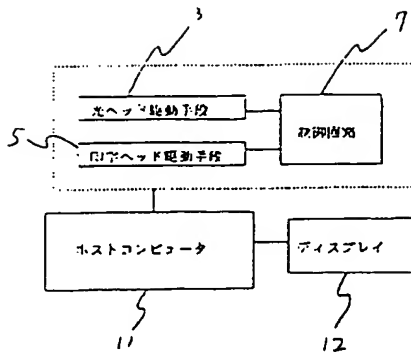 3
7
光ヘッド駆動手段
制御回路
5
印字ヘッド駆動手段
ホストコンピュータ
ディスプレイ
11
12